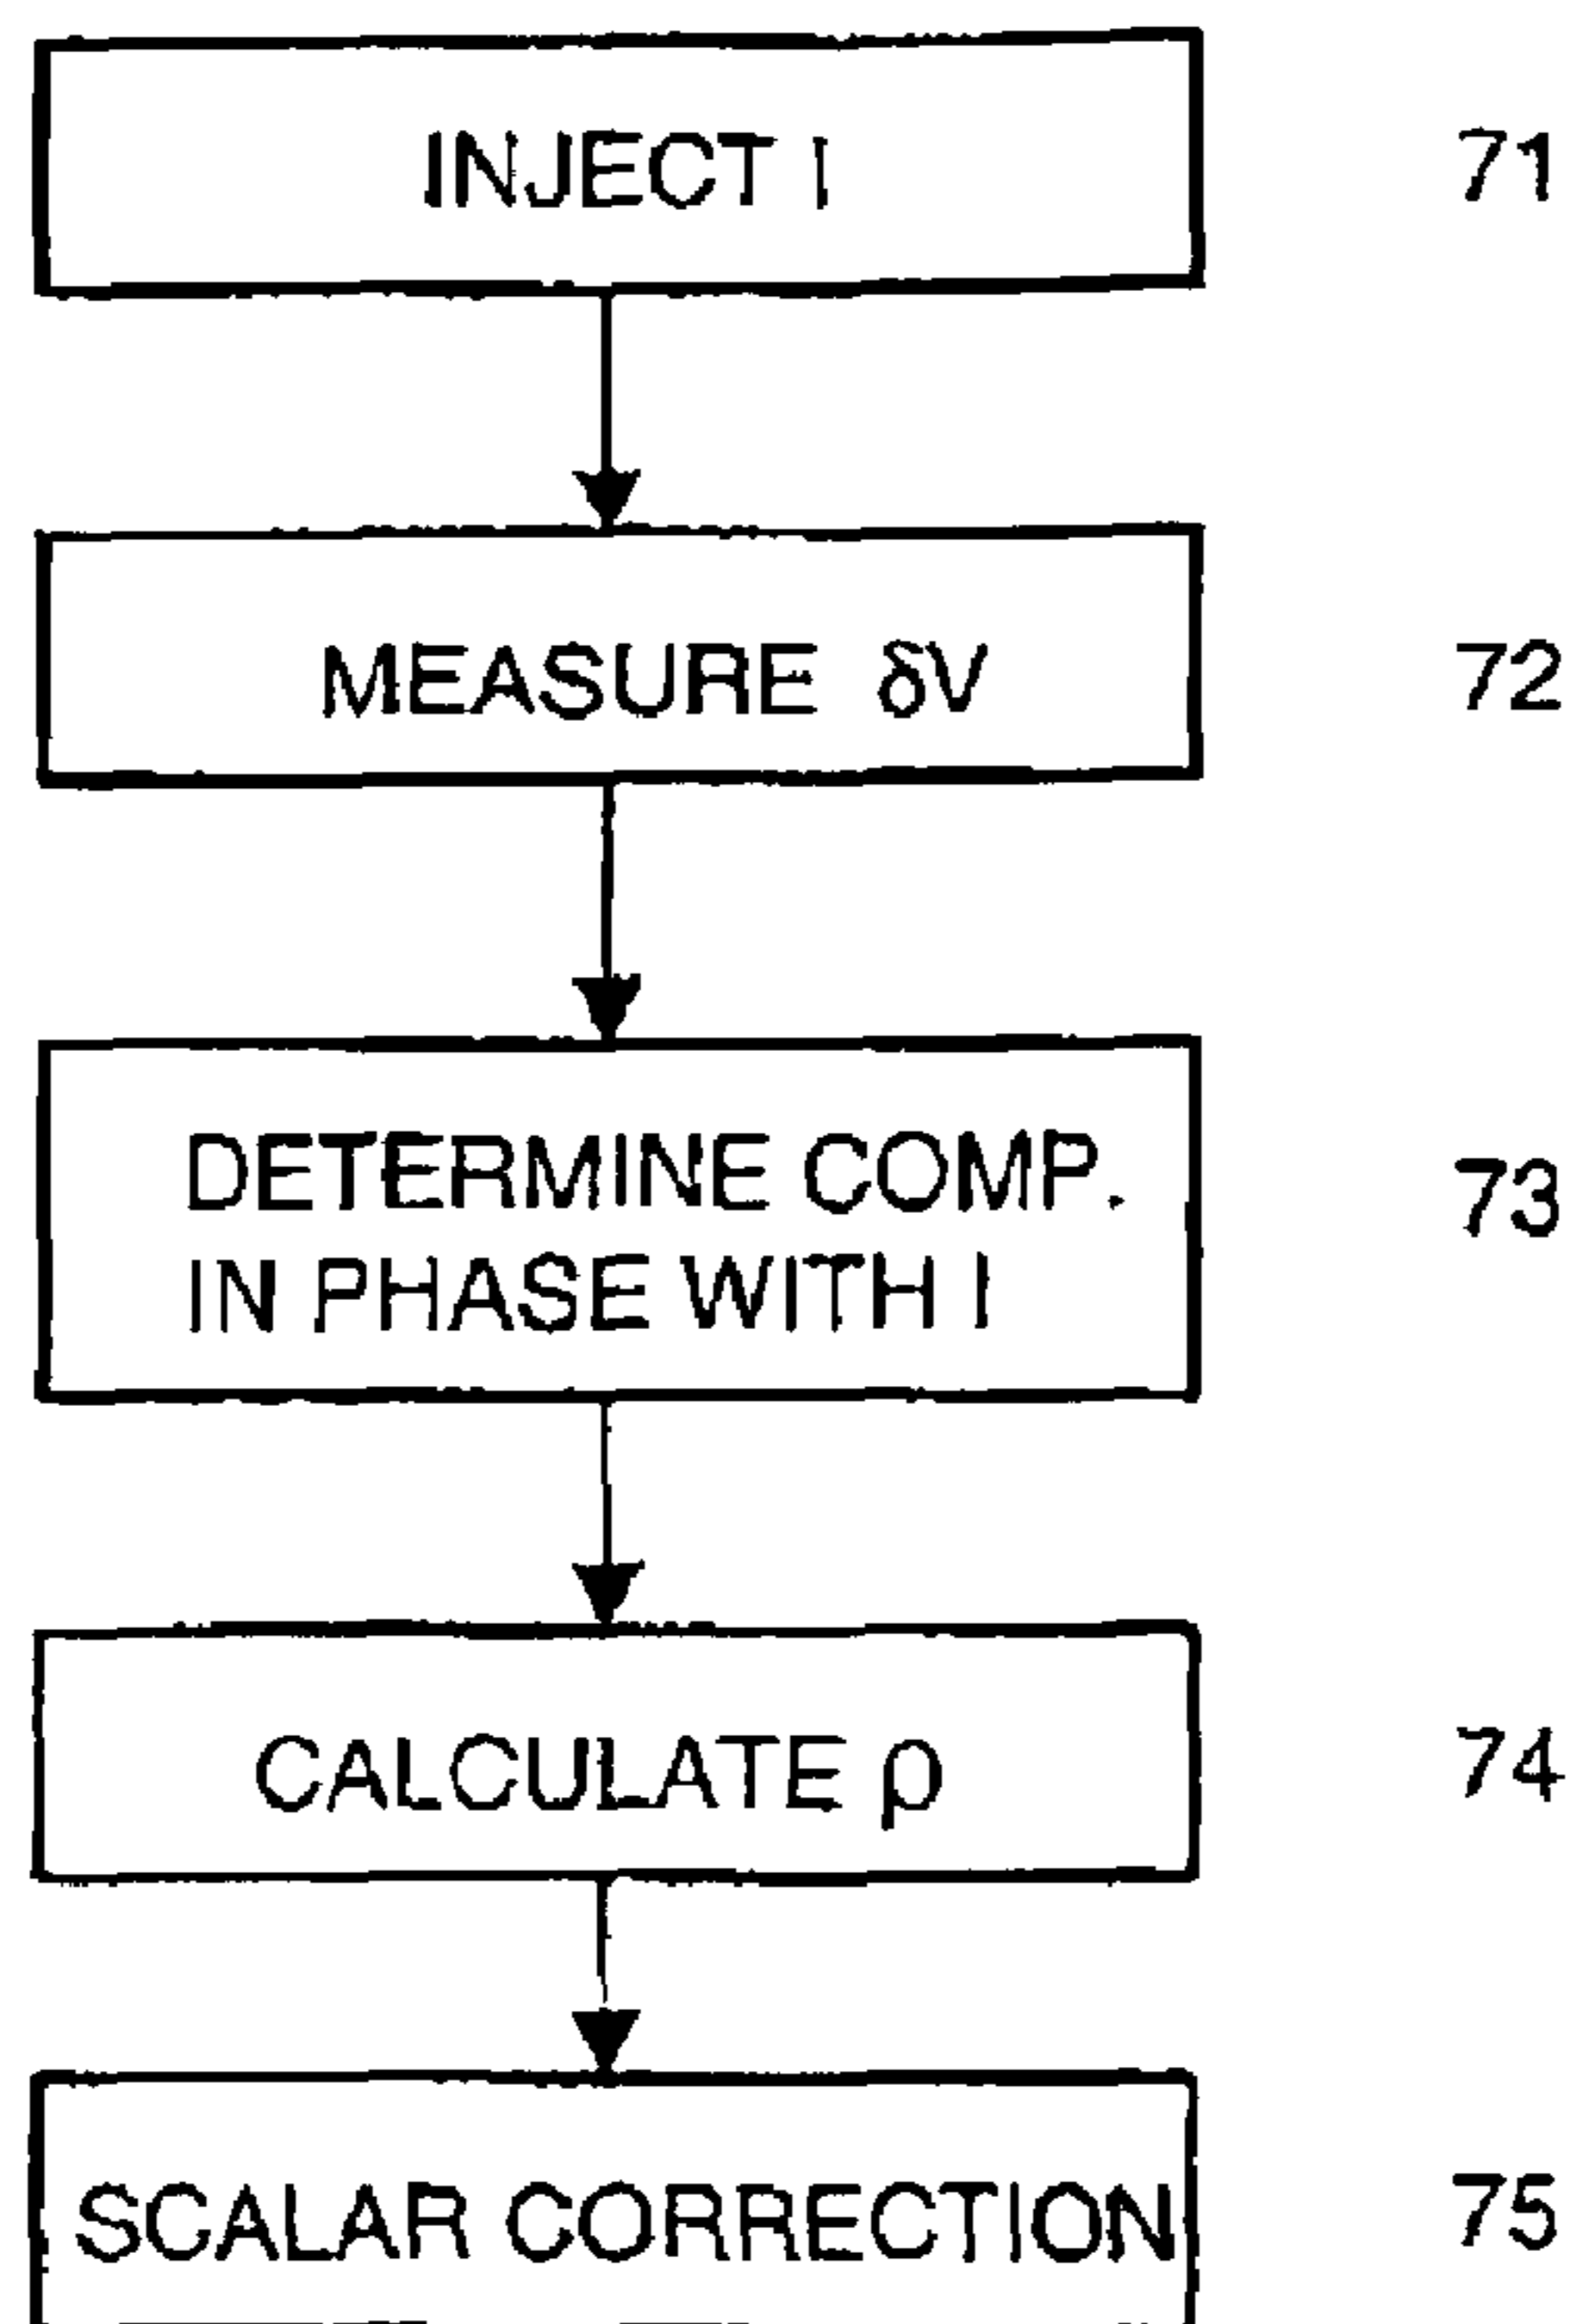 INJECT I
71
MEASURE δV
72
DETERMINE COMP.
IN PHASE WITH I
73
CALCULATE ρ
74
SCALAR CORRECTION
75